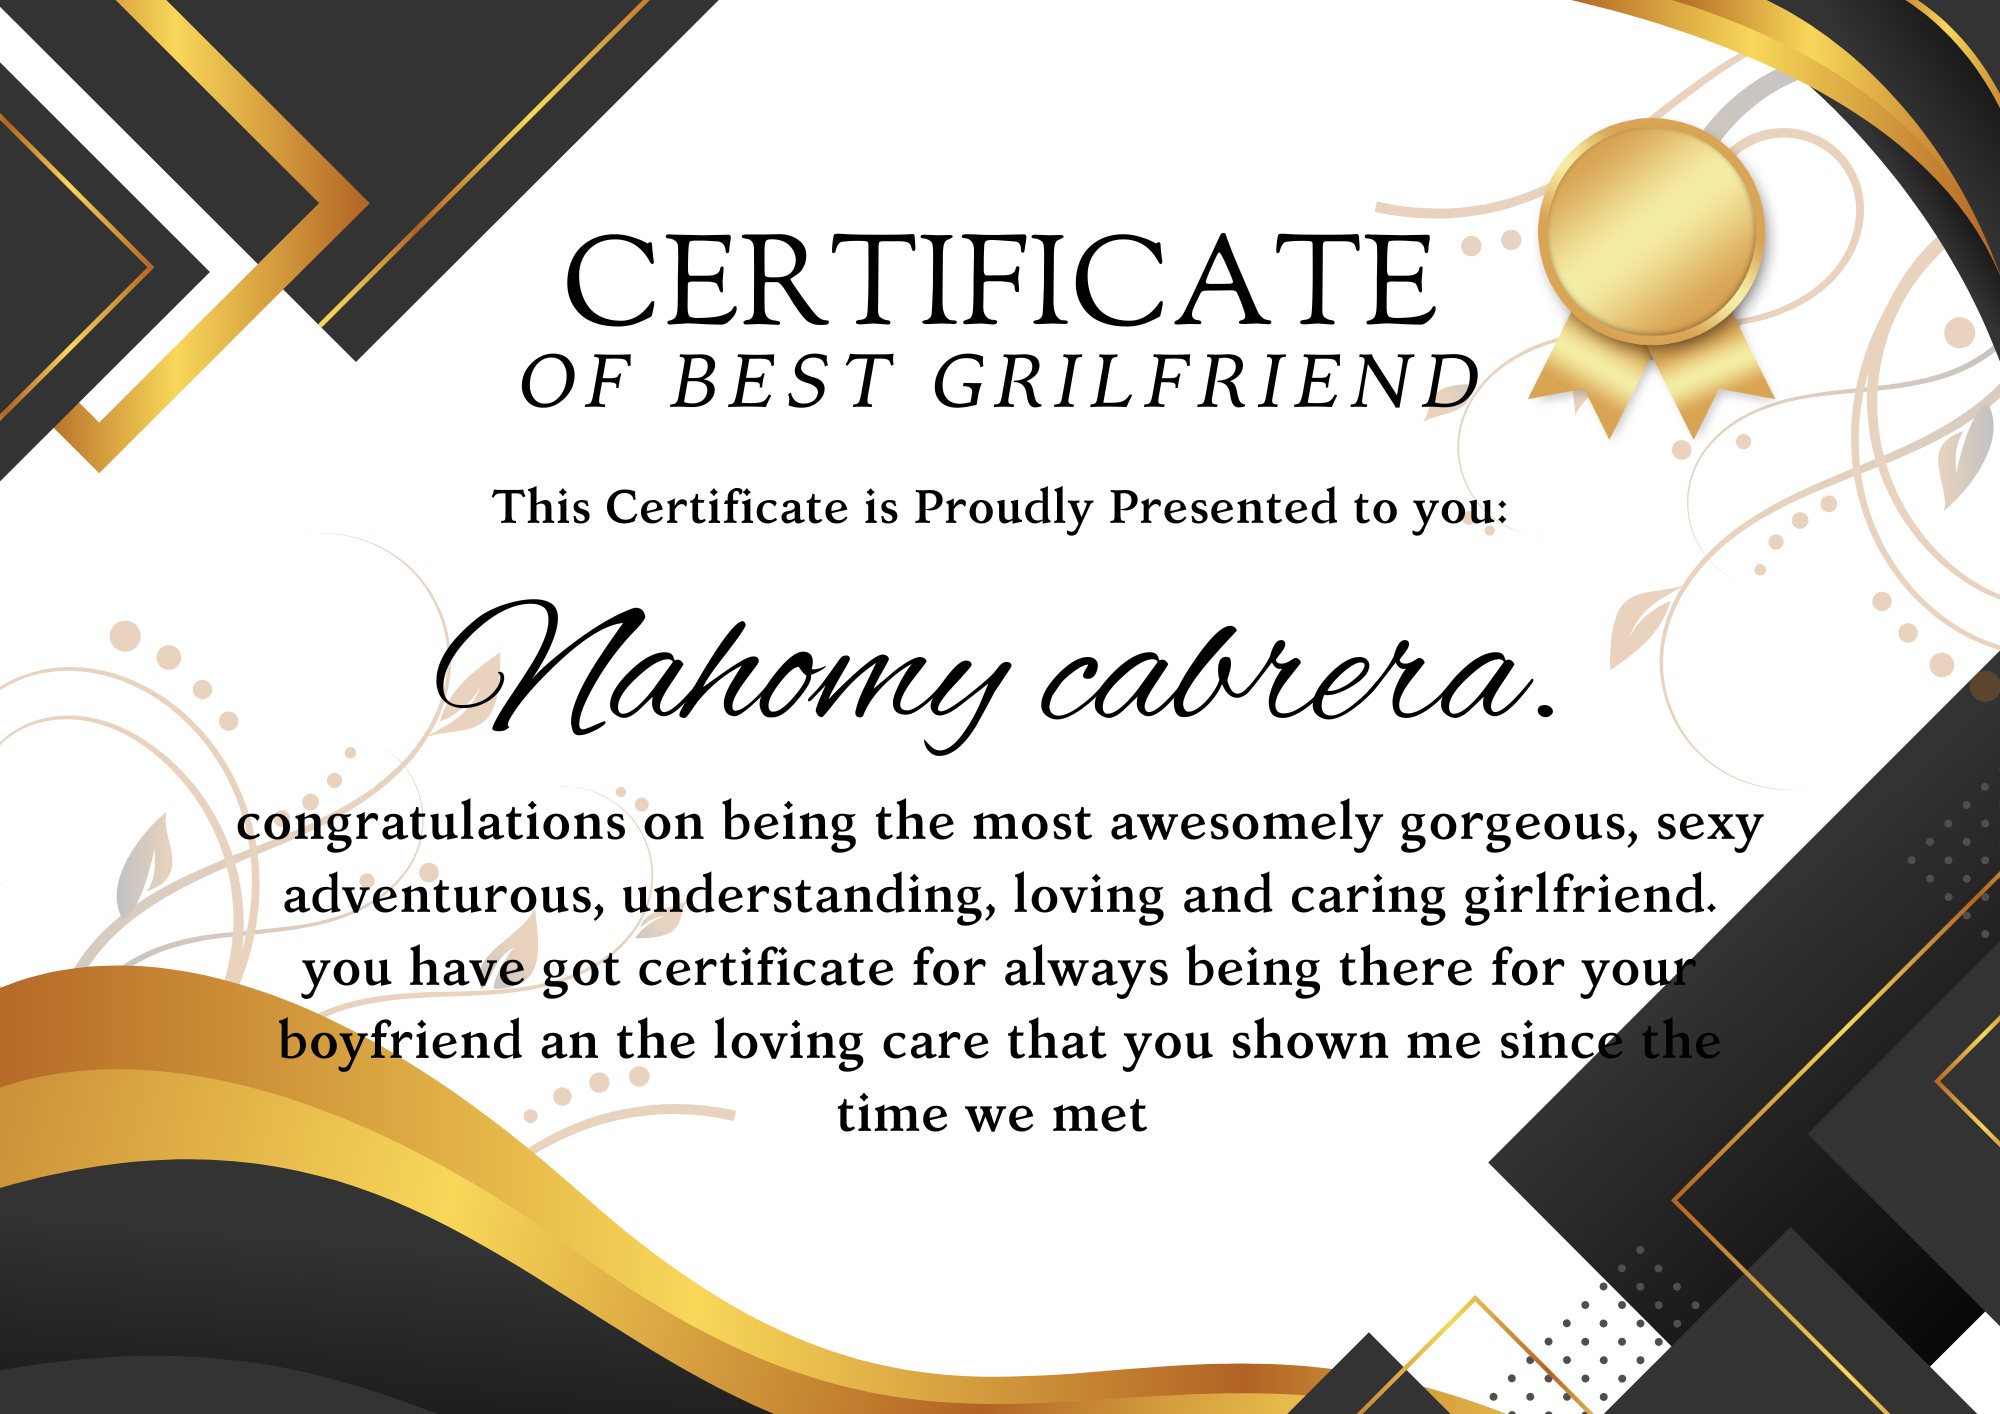 CERTIFICATE
OF BEST GRILFRIEND
This Certificate is Proudly Presented to you:
Nahomy cabrera.
congratulations on being the most awesomely gorgeous, sexy
adventurous, understanding, loving and caring girlfriend.
you have got certificate for always being there for your
boyfriend an the loving care that you shown me since the
time we met